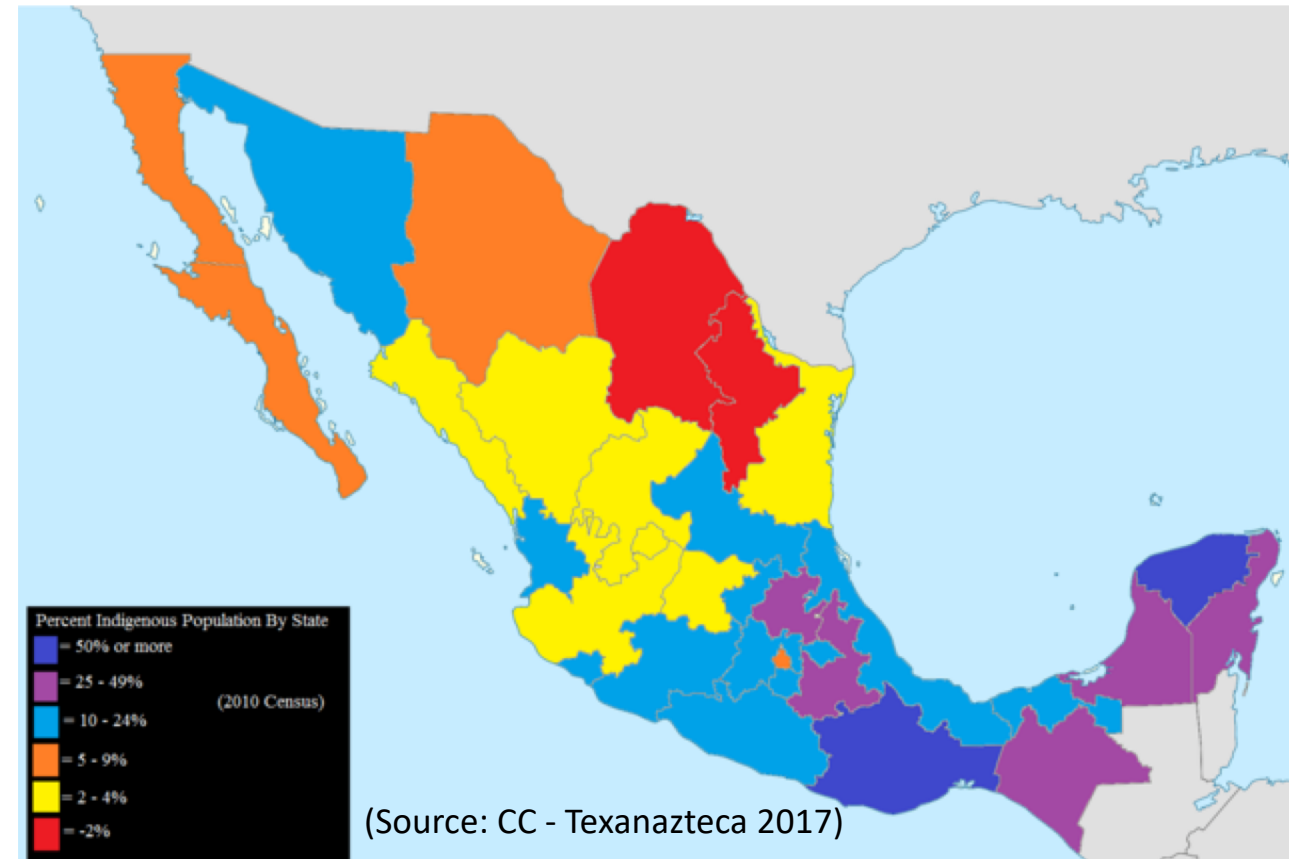 Percent Indigenous Population By State
= 50% or more
= 25 - 49%
(2010 Census)
= 10 - 24%
= 5 - 9%
= 2 - 4%
= -2%
(Source: CC - Texanazteca 2017)